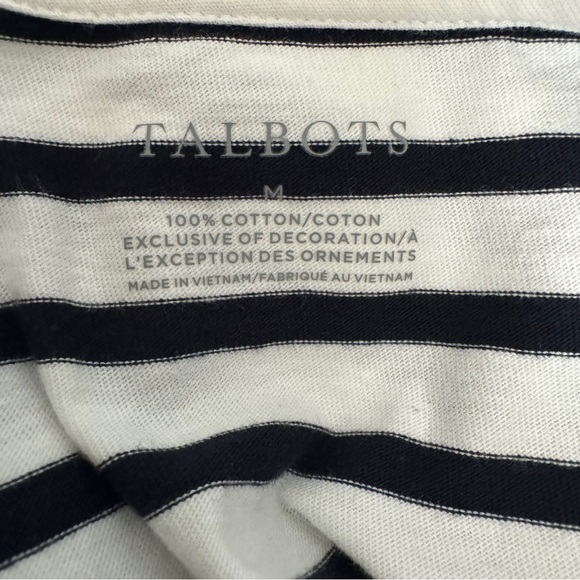 TALBOTS
M
100% COTTON/COTON
EXCLUSIVE OF DECORATION/À
L'EXCEPTION DES ORNEMENTS
MADE IN VIETNAM/FABRIQUÉ AU VIETNAM